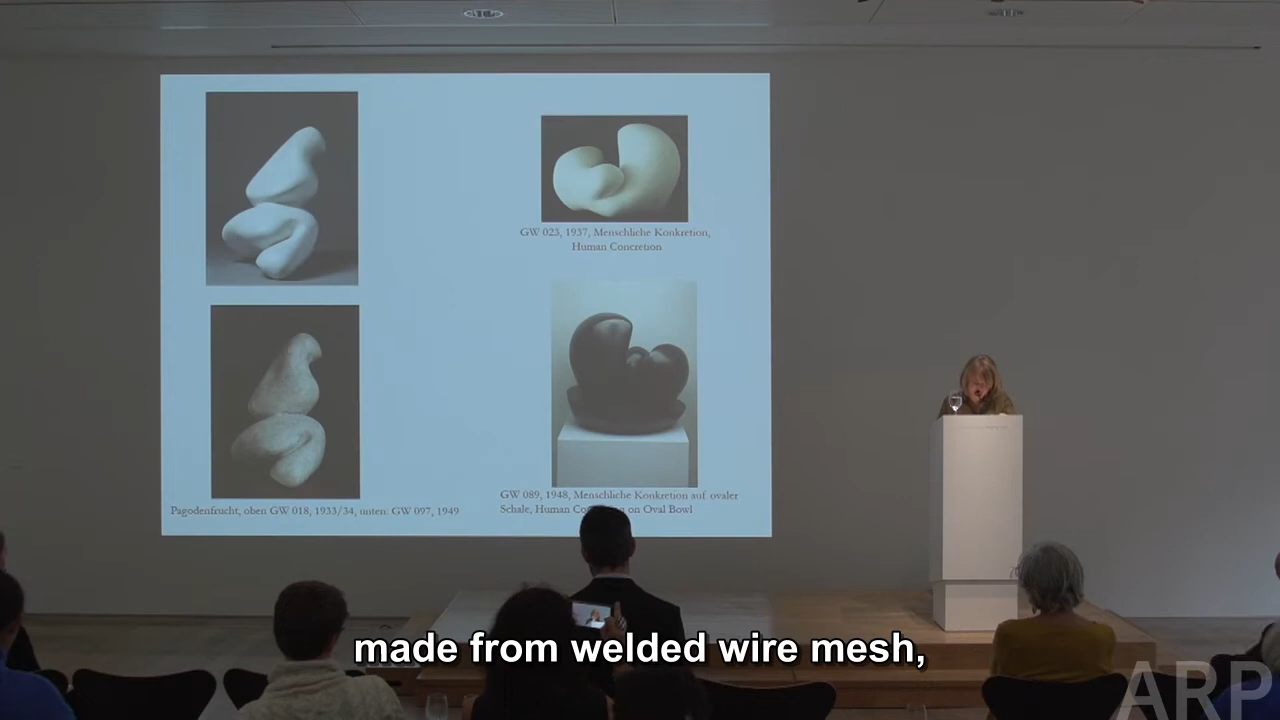 GW 023, 1937, Menschliche Konkretion,
Human Concretion
GW 089, 1948, Menschliche Konkretion auf ovaler
Schale, Human on Oval Bowl
Pagodenfrucht, oben GW 018, 1933/34, unten: GW 097, 1949
made from welded wire mesh,
ARP